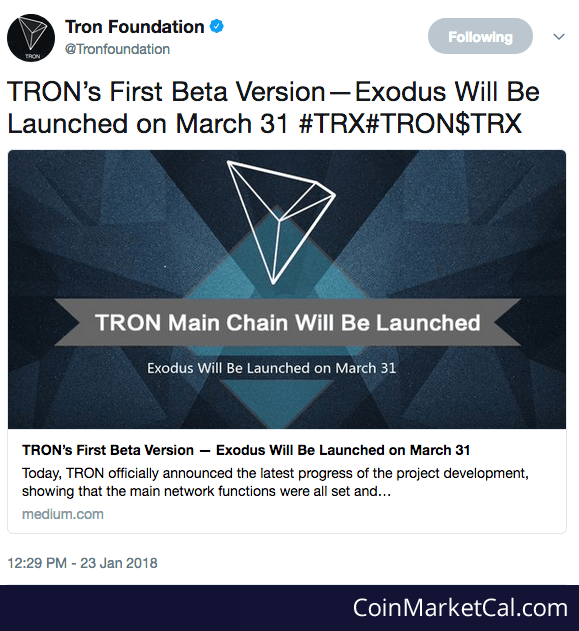 Tron Foundation
@Tronfoundation
Following
TRON
TRON’s First Beta Version—Exodus Will Be
Launched on March 31 #TRX#TRON$TRX
TRON Main Chain Will Be Launched
Exodus Will Be Launched on March 31
TRON’s First Beta Version — Exodus Will Be Launched on March 31
Today, TRON officially announced the latest progress of the project development,
showing that the main network functions were all set and…
medium.com
12:29 PM - 23 Jan 2018
CoinMarketCal.com